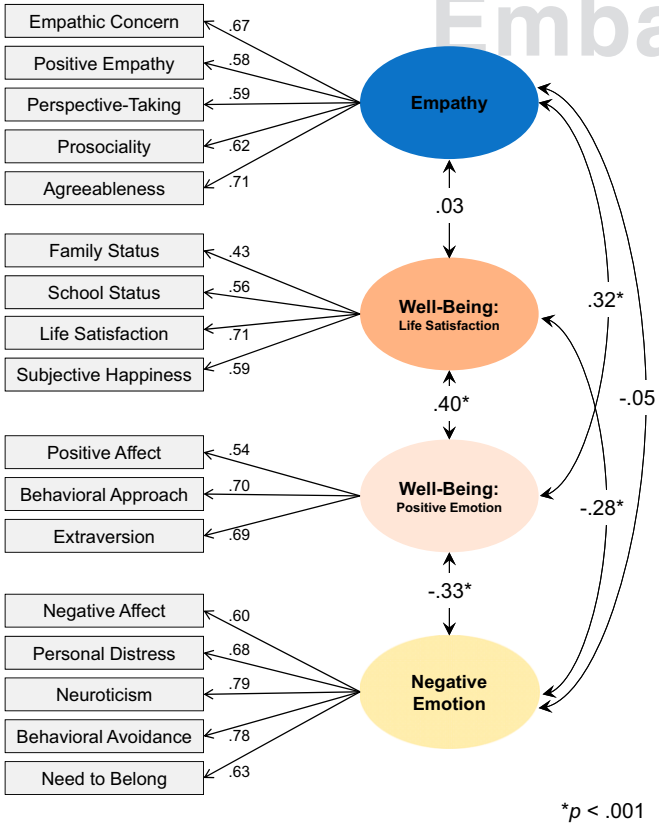 Emba
Empathic Concern
.67
Positive Empathy
.58
Perspective-Taking
.59
Prosociality
.62
Agreeableness
.71
Empathy
.03
Family Status
.43
School Status
.56
Life Satisfaction
.71
Subjective Happiness
.59
Well-Being:
Life Satisfaction
.32*
-.05
.40*
Positive Affect
.54
Behavioral Approach
.70
Extraversion
.69
Well-Being:
Positive Emotion
-.28*
-.33*
Negative Affect
.60
Personal Distress
.68
Neuroticism
.79
Behavioral Avoidance
.78
Need to Belong
.63
Negative
Emotion
*p < .001